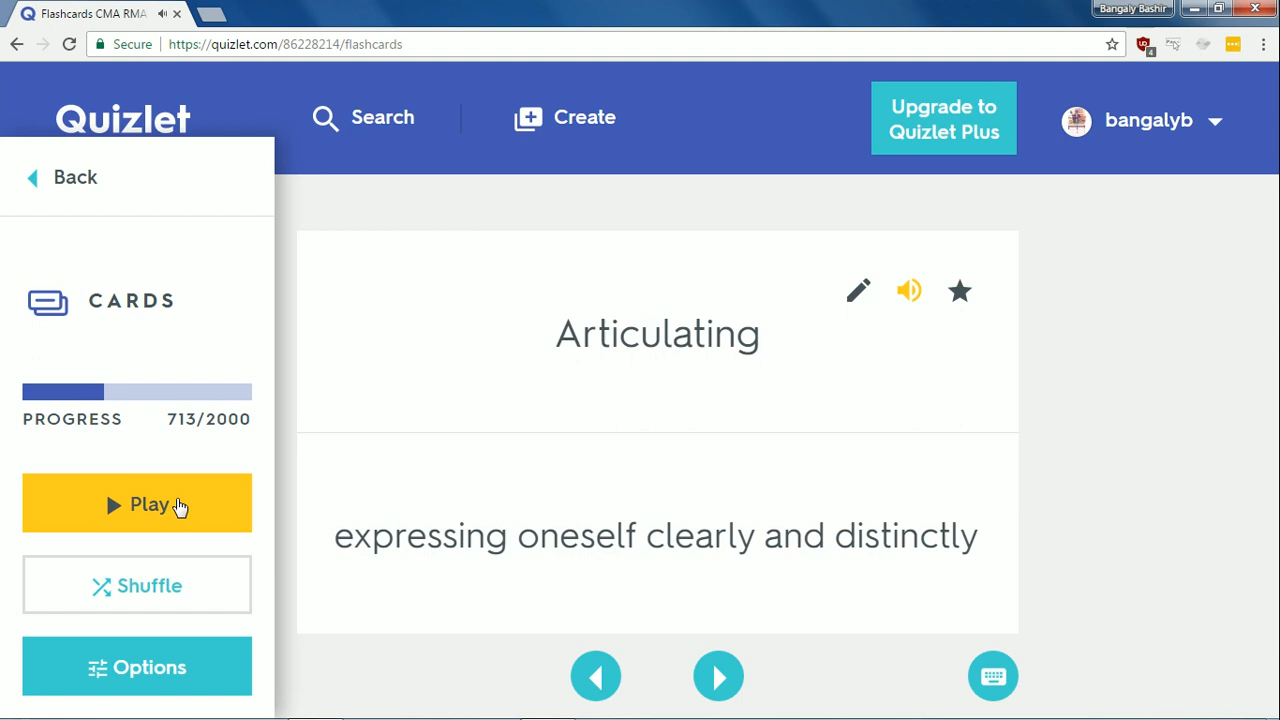 Flashcards CMA RMA
Bangaly Bashir
Secure
https://quizlet.com/86228214/flashcards
4
Quizlet
Search
Create
Upgrade to
Quizlet Plus
bangalyb
Back
CARDS
PROGRESS 713/2000
Play
Shuffle
Options
Articulating
expressing oneself clearly and distinctly